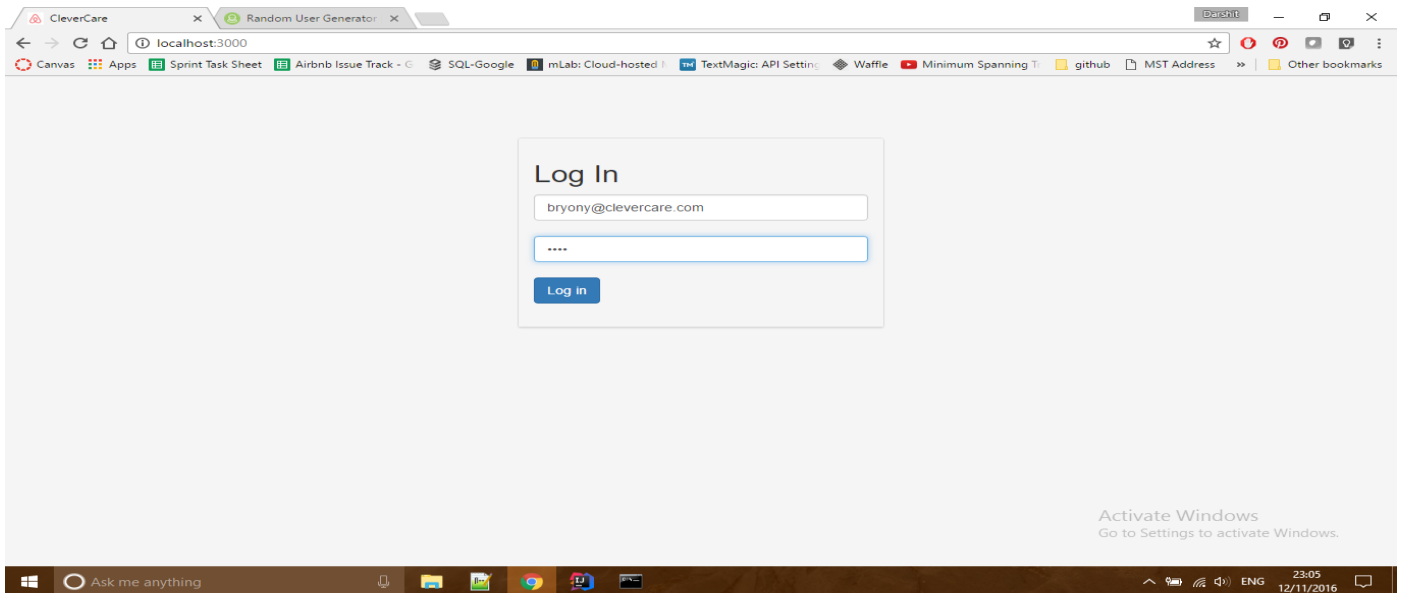 CleverCare
Random User Generator
Darshit
localhost:3000
Canvas Apps Sprint Task Sheet Airbnb Issue Track - G SQL-Google mLab: Cloud-hosted TextMagic: API Setting Waffle Minimum Spanning T github MST Address » Other bookmarks
Log In
bryony@clevercare.com
••••
Log in
Activate Windows
Go to Settings to activate Windows.
Ask me anything
ENG
23:05
12/11/2016